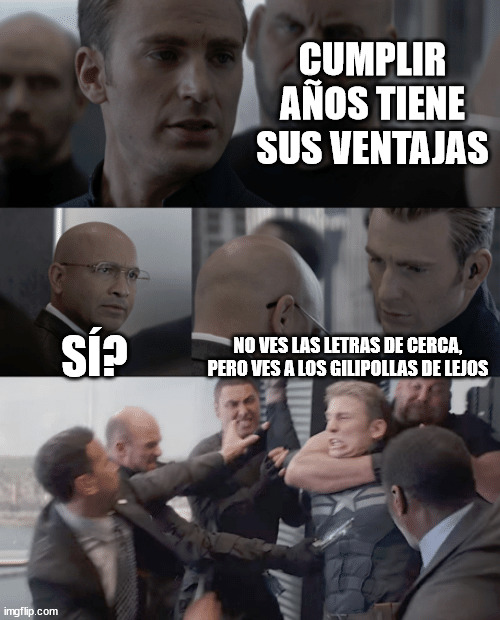 CUMPLIR
AÑOS TIENE
SUS VENTAJAS
SÍ?
NO VES LAS LETRAS DE CERCA,
PERO VES A LOS GILIPOLLAS DE LEJOS
imgflip.com